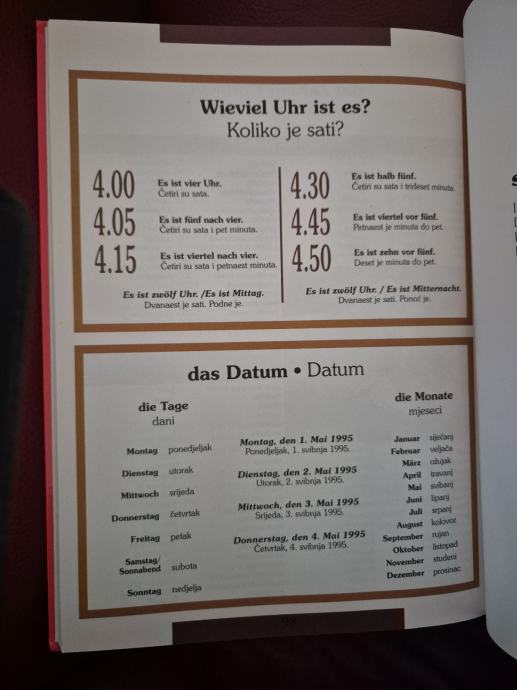 Wieviel Uhr ist es?
Koliko je sati?
4.00 Es ist vier Uhr.
Četiri su sata.
4.05 Es ist fünf nach vier.
Četiri su sata i pet minuta.
4.15 Es ist viertel nach vier.
Četiri su sata i petnaest minuta.
Es ist zwölf Uhr. /Es ist Mittag.
Dvanaest je sati. Podne je.
4.30 Es ist halb fünf.
Četiri su sata i trideset minuta.
4.45 Es ist viertel vor fünf.
Petnaest je minuta do pet.
4.50 Es ist zehn vor fünf.
Deset je minuta do pet.
Es ist zwölf Uhr. / Es ist Mitternacht.
Dvanaest je sati. Ponoć je.
das Datum • Datum
die Tage
dani
Montag ponedjeljak
Dienstag utorak
Mittwoch srijeda
Donnerstag četvrtak
Freitag petak
Samstag/
Sonnabend subota
Sonntag nedjelja
Montag, den 1. Mai 1995
Ponedjeljak, 1. svibnja 1995.
Dienstag, den 2. Mai 1995
Utorak, 2. svibnja 1995.
Mittwoch, den 3. Mai 1995
Srijeda, 3. svibnja 1995.
Donnerstag, den 4. Mai 1995
Četvrtak, 4. svibnja 1995.
die Monate
mjeseci
Januar siječanj
Februar veljača
März ožujak
April travanj
Mai svibanj
Juni lipanj
Juli srpanj
August kolovoz
September rujan
Oktober listopad
November studeni
Dezember prosinac